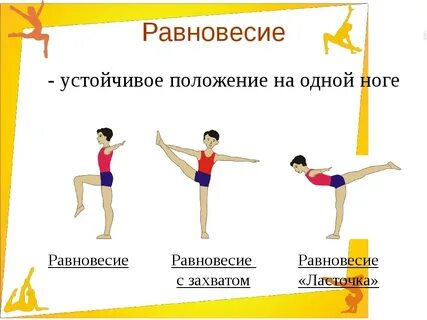 Равновесие
- устойчивое положение на одной ноге
Равновесие
Равновесие
с захватом
Равновесие
«Ласточка»